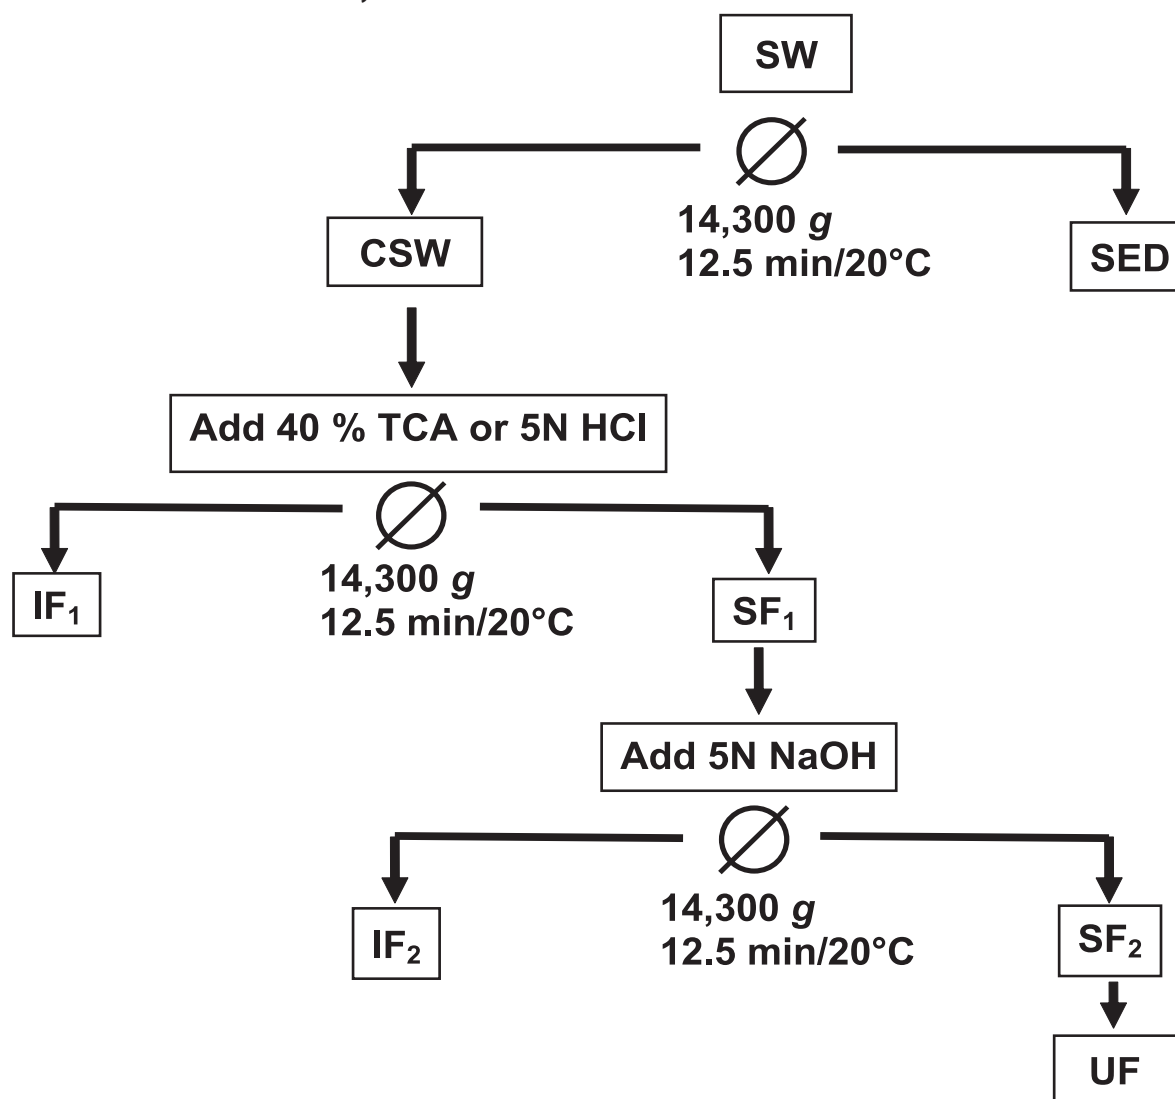 SW
14,300 g
12.5 min/20°C
CSW
SED
Add 40 % TCA or 5N HCl
14,300 g
12.5 min/20°C
IF₁
SF₁
Add 5N NaOH
14,300 g
12.5 min/20°C
IF₂
SF₂
UF